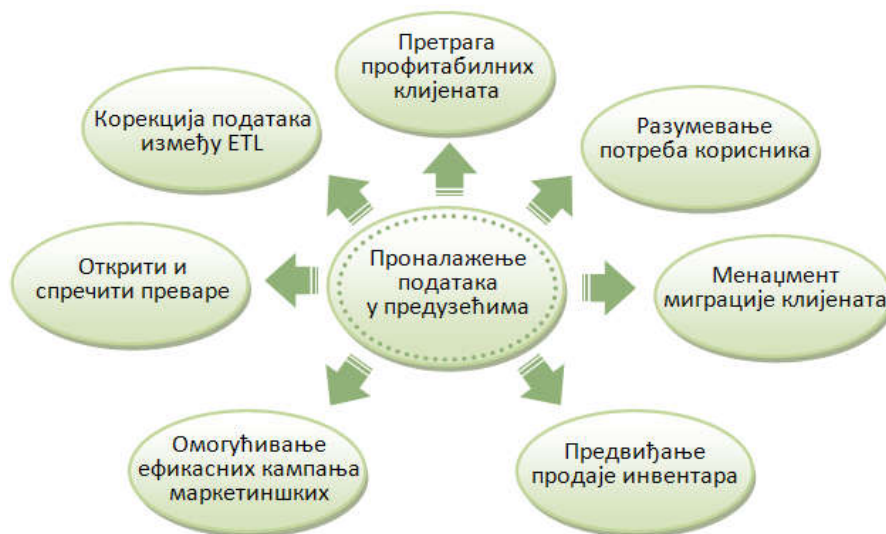 Претрага
профитабилних
клијената
Корекција података
између ETL
Разумевање
потреба корисника
Проналажење
података
у предузећима
Открити и
спречити преваре
Менаџмент
миграције клијената
Омогућивање
ефикасних кампања
маркетиншких
Предвиђање
продаје инвентара